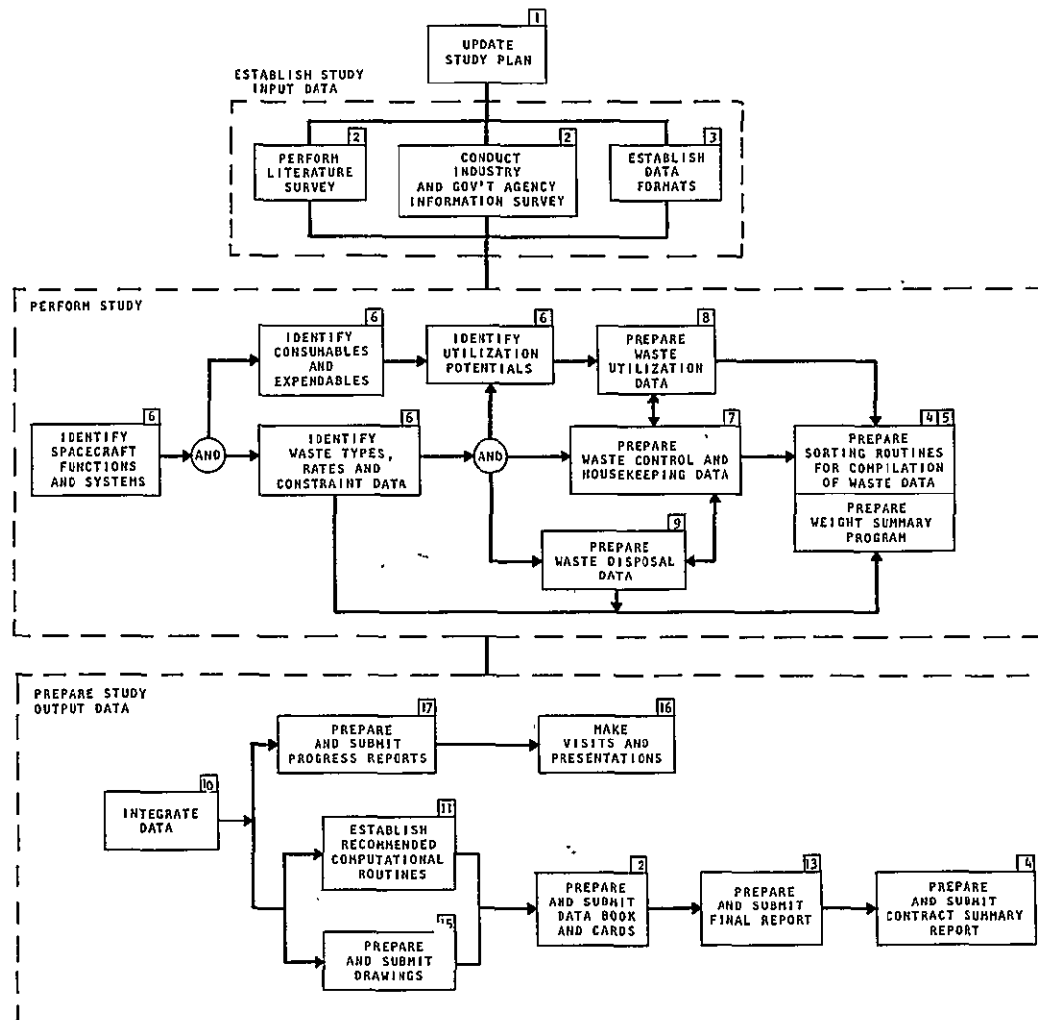 1
UPDATE
STUDY PLAN
ESTABLISH STUDY
INPUT DATA
2
PERFORM
LITERATURE
SURVEY
2
CONDUCT
INDUSTRY
AND GOV'T AGENCY
INFORMATION SURVEY
3
ESTABLISH
DATA
FORMATS
PERFORM STUDY
6
IDENTIFY
CONSUMABLES
AND
EXPENDABLES
6
IDENTIFY
UTILIZATION
POTENTIALS
8
PREPARE
WASTE
UTILIZATION
DATA
6
IDENTIFY
SPACECRAFT
FUNCTIONS
AND SYSTEMS
AND
6
IDENTIFY
WASTE TYPES,
RATES AND
CONSTRAINT DATA
AND
7
PREPARE
WASTE CONTROL AND
HOUSEKEEPING DATA
4 5
PREPARE
SORTING ROUTINES
FOR COMPILATION
OF WASTE DATA
PREPARE
WEIGHT SUMMARY
PROGRAM
9
PREPARE
WASTE DISPOSAL
DATA
PREPARE STUDY
OUTPUT DATA
17
PREPARE
AND SUBMIT
PROGRESS REPORTS
16
MAKE
VISITS AND
PRESENTATIONS
10
INTEGRATE
DATA
11
ESTABLISH
RECOMMENDED
COMPUTATIONAL
ROUTINES
15
PREPARE
AND SUBMIT
DRAWINGS
2
PREPARE
AND SUBMIT
DATA BOOK
AND CARDS
13
PREPARE
AND SUBMIT
FINAL REPORT
4
PREPARE
AND SUBMIT
CONTRACT SUMMARY
REPORT